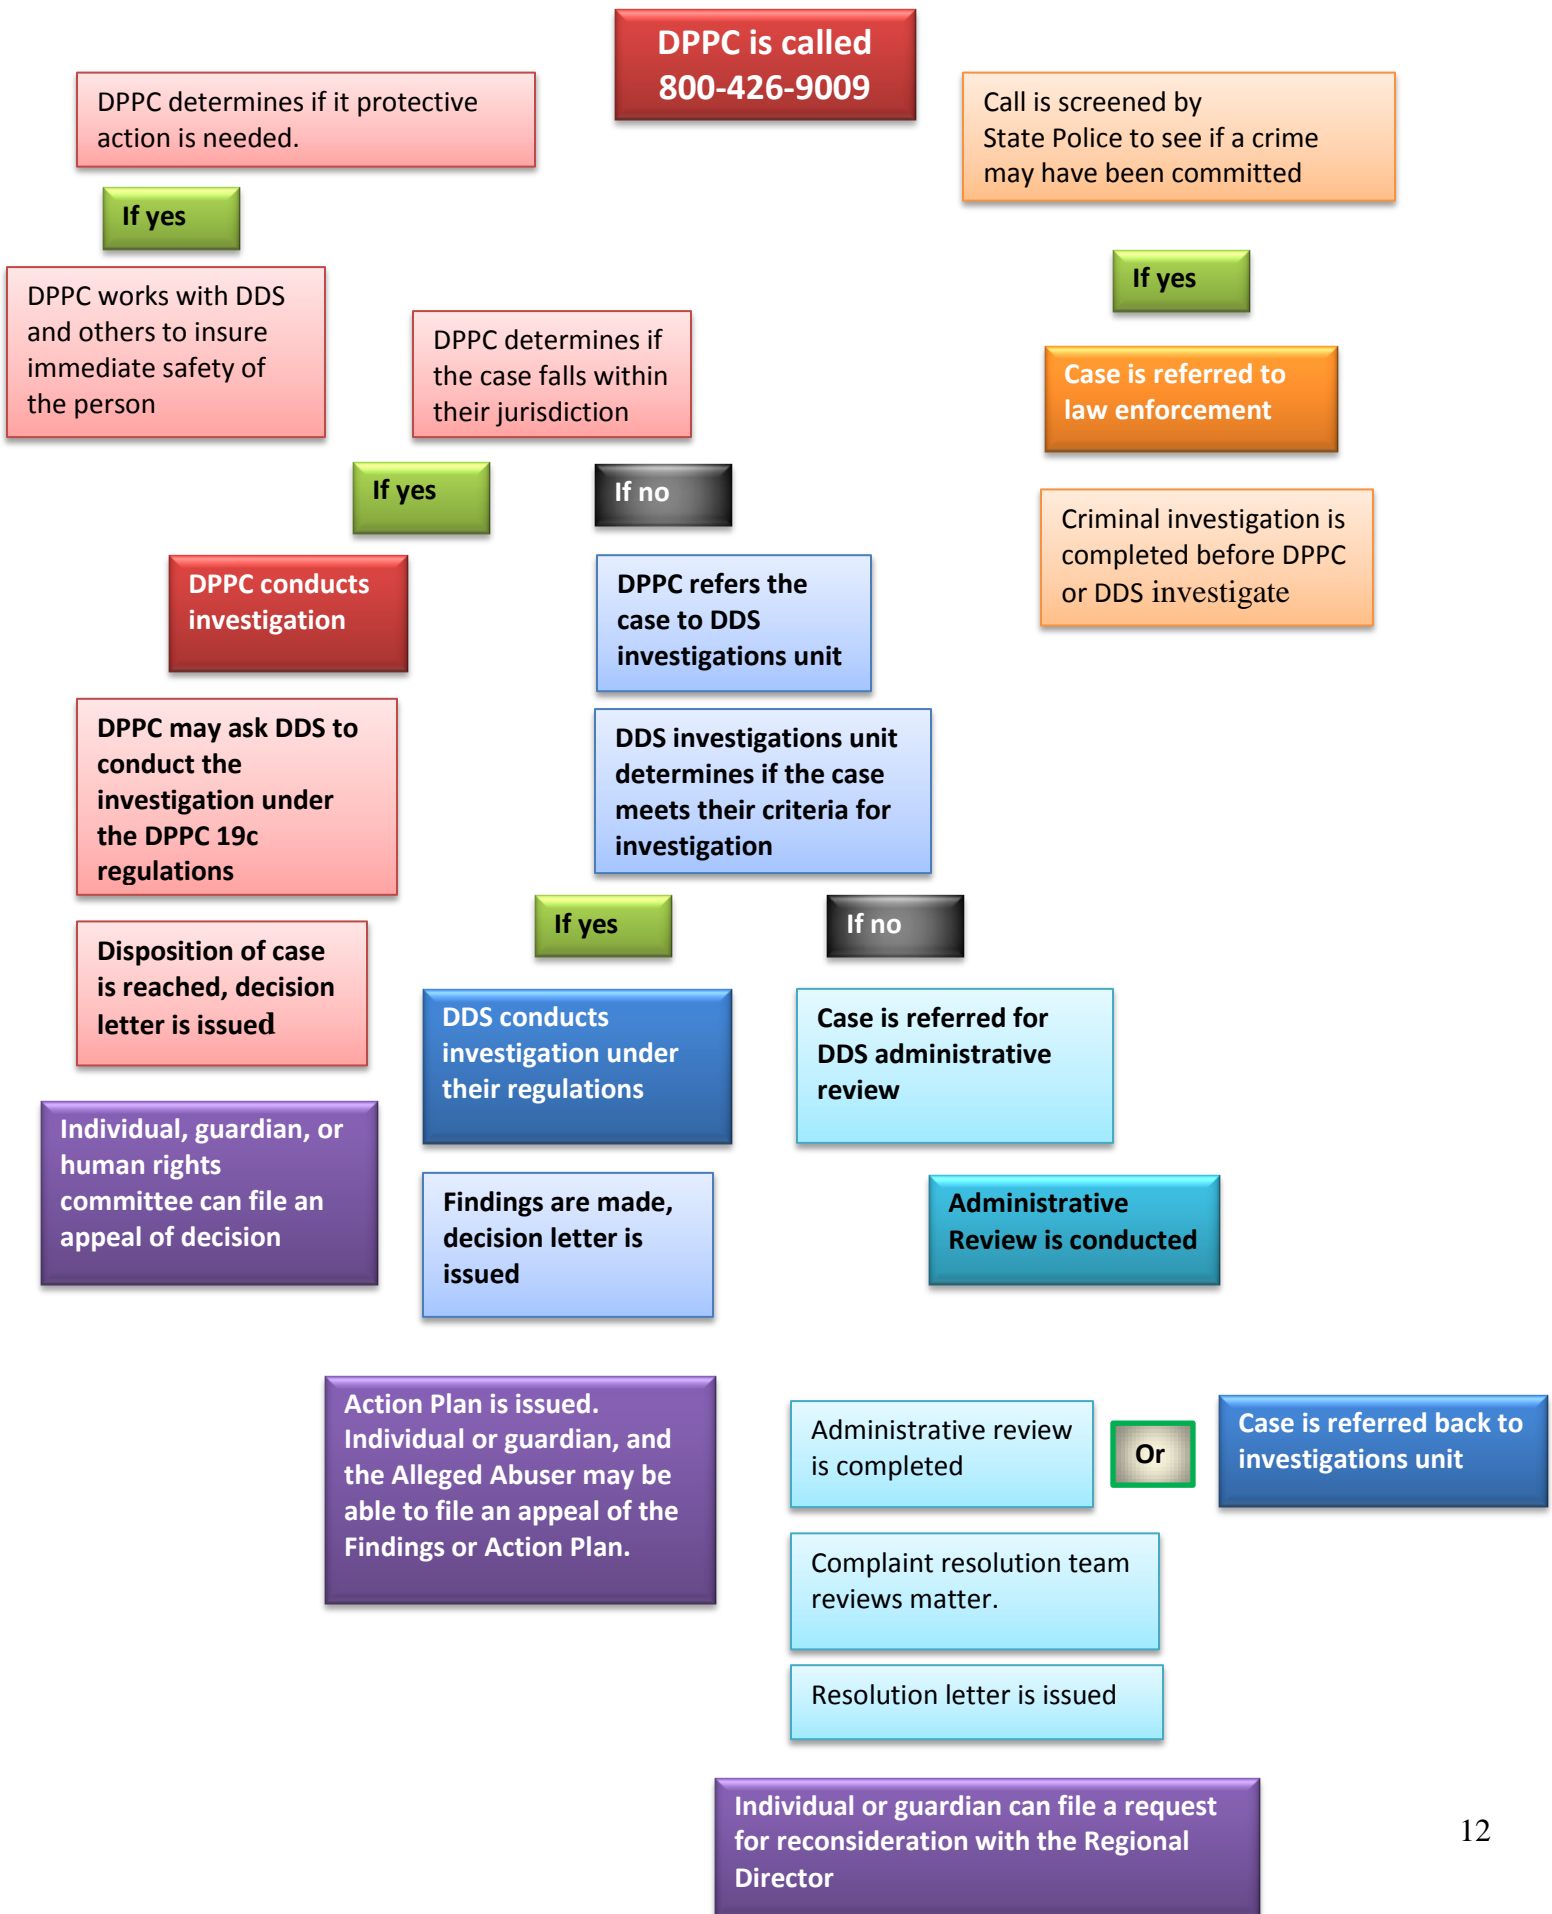 DPPC is called
800-426-9009
DPPC determines if it protective
action is needed.
Call is screened by
State Police to see if a crime
may have been committed
If yes
If yes
DPPC works with DDS
and others to insure
immediate safety of
the person
DPPC determines if
the case falls within
their jurisdiction
Case is referred to
law enforcement
If yes
If no
Criminal investigation is
completed before DPPC
or DDS investigate
DPPC conducts
investigation
DPPC refers the
case to DDS
investigations unit
DPPC may ask DDS to
conduct the
investigation under
the DPPC 19c
regulations
DDS investigations unit
determines if the case
meets their criteria for
investigation
If yes
If no
Disposition of case
is reached, decision
letter is issued
DDS conducts
investigation under
their regulations
Case is referred for
DDS administrative
review
Individual, guardian, or
human rights
committee can file an
appeal of decision
Findings are made,
decision letter is
issued
Administrative
Review is conducted
Action Plan is issued.
Individual or guardian, and
the Alleged Abuser may be
able to file an appeal of the
Findings or Action Plan.
Administrative review
is completed
Or
Case is referred back to
investigations unit
Complaint resolution team
reviews matter.
Resolution letter is issued
Individual or guardian can file a request
for reconsideration with the Regional
Director
12